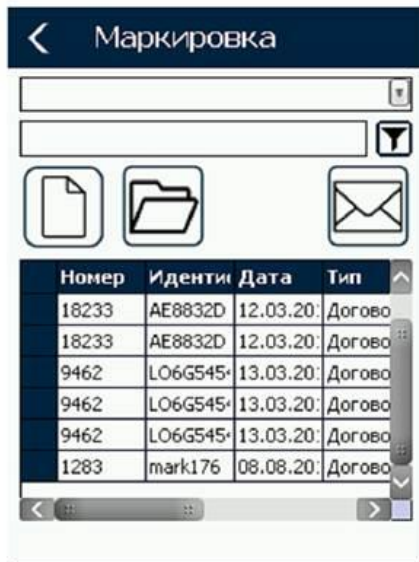 Маркировка
Номер Иденти Дата Тип
18233 AE8832D 12.03.20 Догово
18233 AE8832D 12.03.20 Догово
9462 LO6G545 13.03.20 Догово
9462 LO6G545 13.03.20 Догово
9462 LO6G545 13.03.20 Догово
1283 mark176 08.08.20 Догово